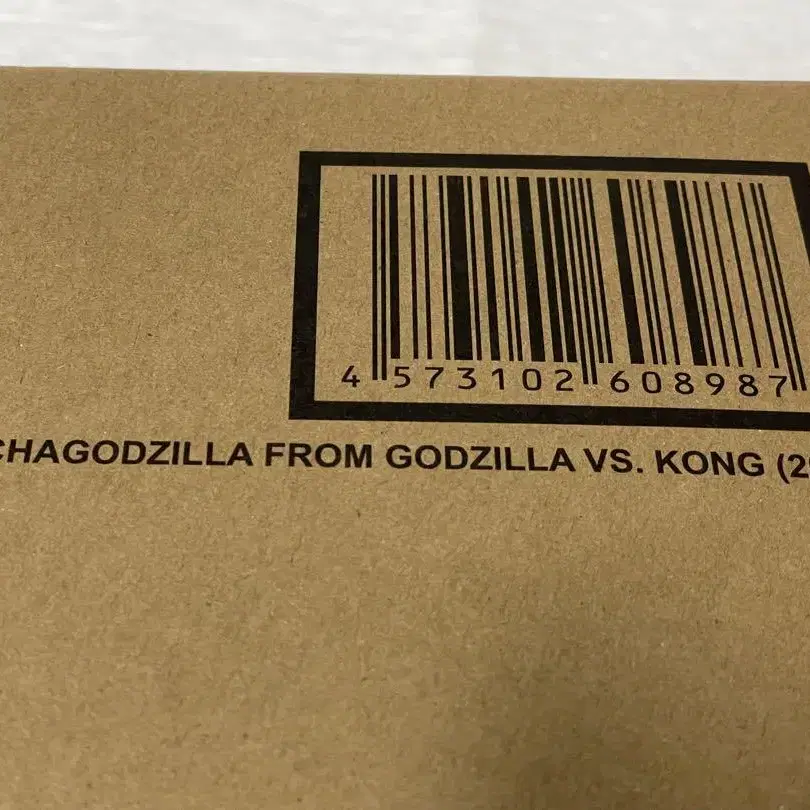 4 573102 608987
CHAGODZILLA FROM GODZILLA VS. KONG (2